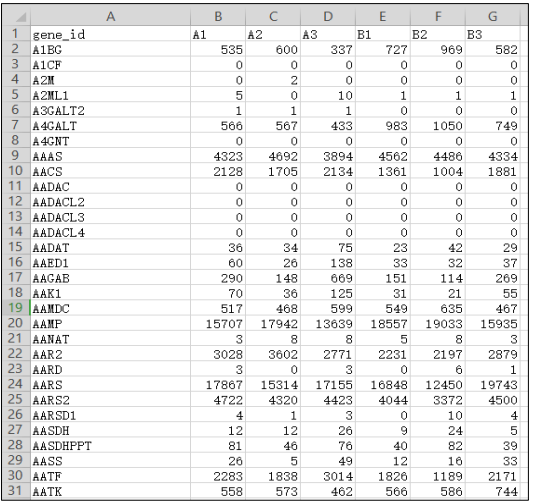 A B C D E F G
1 gene_id A1 A2 A3 B1 B2 B3
2 A1BG 535 600 337 727 969 582
3 A1CF 0 0 0 0 0 0
4 A2M 0 2 0 0 0 0
5 A2ML1 5 0 10 1 1 1
6 A3GALT2 1 1 1 0 0 0
7 A4GALT 566 567 433 983 1050 749
8 A4GNT 0 0 0 0 0 0
9 AAAS 4323 4692 3894 4562 4486 4334
10 AACS 2128 1705 2134 1361 1004 1881
11 AADAC 0 0 0 0 0 0
12 AADACL2 0 0 0 0 0 0
13 AADACL3 0 0 0 0 0 0
14 AADACL4 0 0 0 0 0 0
15 AADAT 36 34 75 23 42 29
16 AAED1 60 26 138 33 32 37
17 AAGAB 290 148 669 151 114 269
18 AAK1 70 36 125 31 21 55
19 AAMDC 517 468 599 549 635 467
20 AAMP 15707 17942 13639 18557 19033 15935
21 AANAT 3 8 8 5 8 3
22 AAR2 3028 3602 2771 2231 2197 2879
23 AARD 3 0 3 0 6 1
24 AARS 17867 15314 17155 16848 12450 19743
25 AARS2 4722 4320 4423 4044 3372 4500
26 AARSD1 4 1 3 0 10 4
27 AASDH 12 12 26 9 24 5
28 AASDHPPT 81 46 76 40 82 39
29 AASS 26 5 49 12 16 33
30 AATF 2283 1838 3014 1826 1189 2171
31 AATK 558 573 462 566 586 744